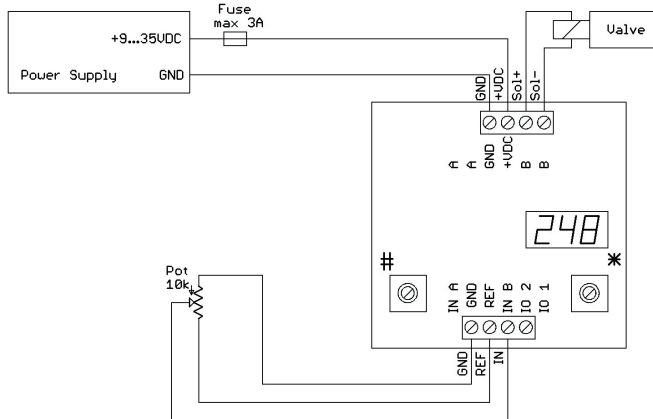 Fuse
max 3A
+9...35VDC
Power Supply GND
Valve
GND
+VDC
Sol+
Sol-
A
A
GND
+VDC
B
B
248
#
*
Pot
10k
IN A
GND
REF
IN B
IO 2
IO 1
GND
REF
IN